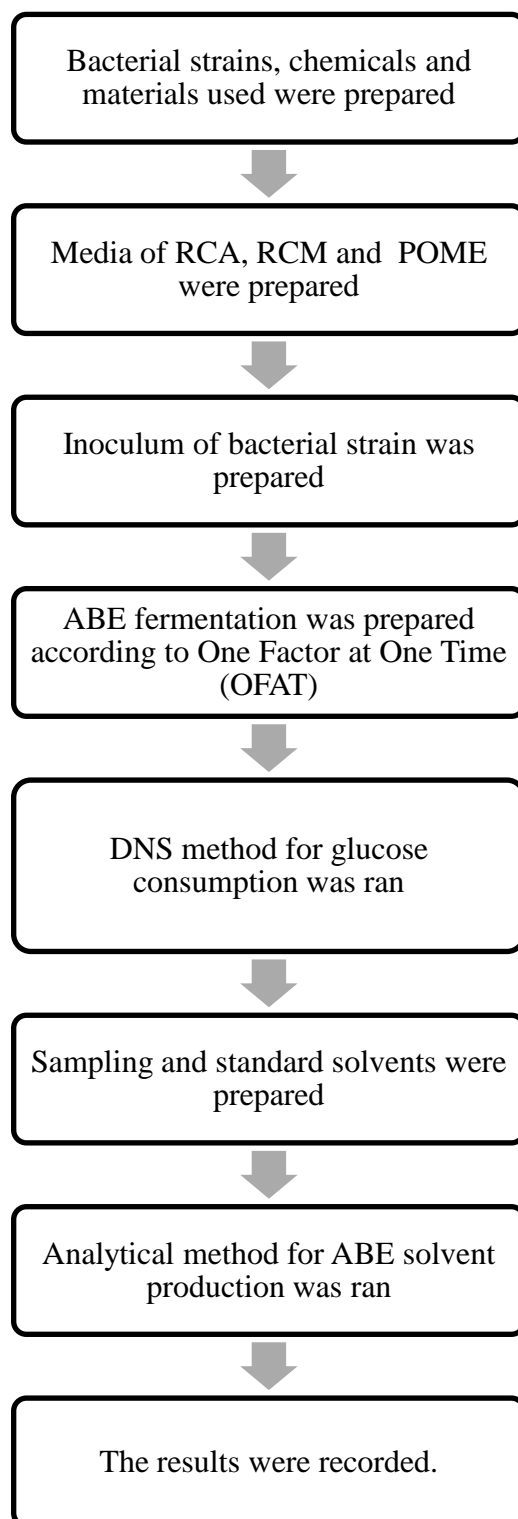 Bacterial strains, chemicals and
materials used were prepared
Media of RCA, RCM and  POME
were prepared
Inoculum of bacterial strain was
prepared
ABE fermentation was prepared
according to One Factor at One Time
(OFAT)
DNS method for glucose
consumption was ran
Sampling and standard solvents were
prepared
Analytical method for ABE solvent
production was ran
The results were recorded.